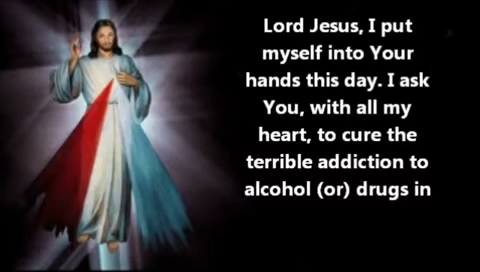 Lord Jesus, I put
myself into Your
hands this day. I ask
You, with all my
heart, to cure the
terrible addiction to
alcohol (or) drugs in